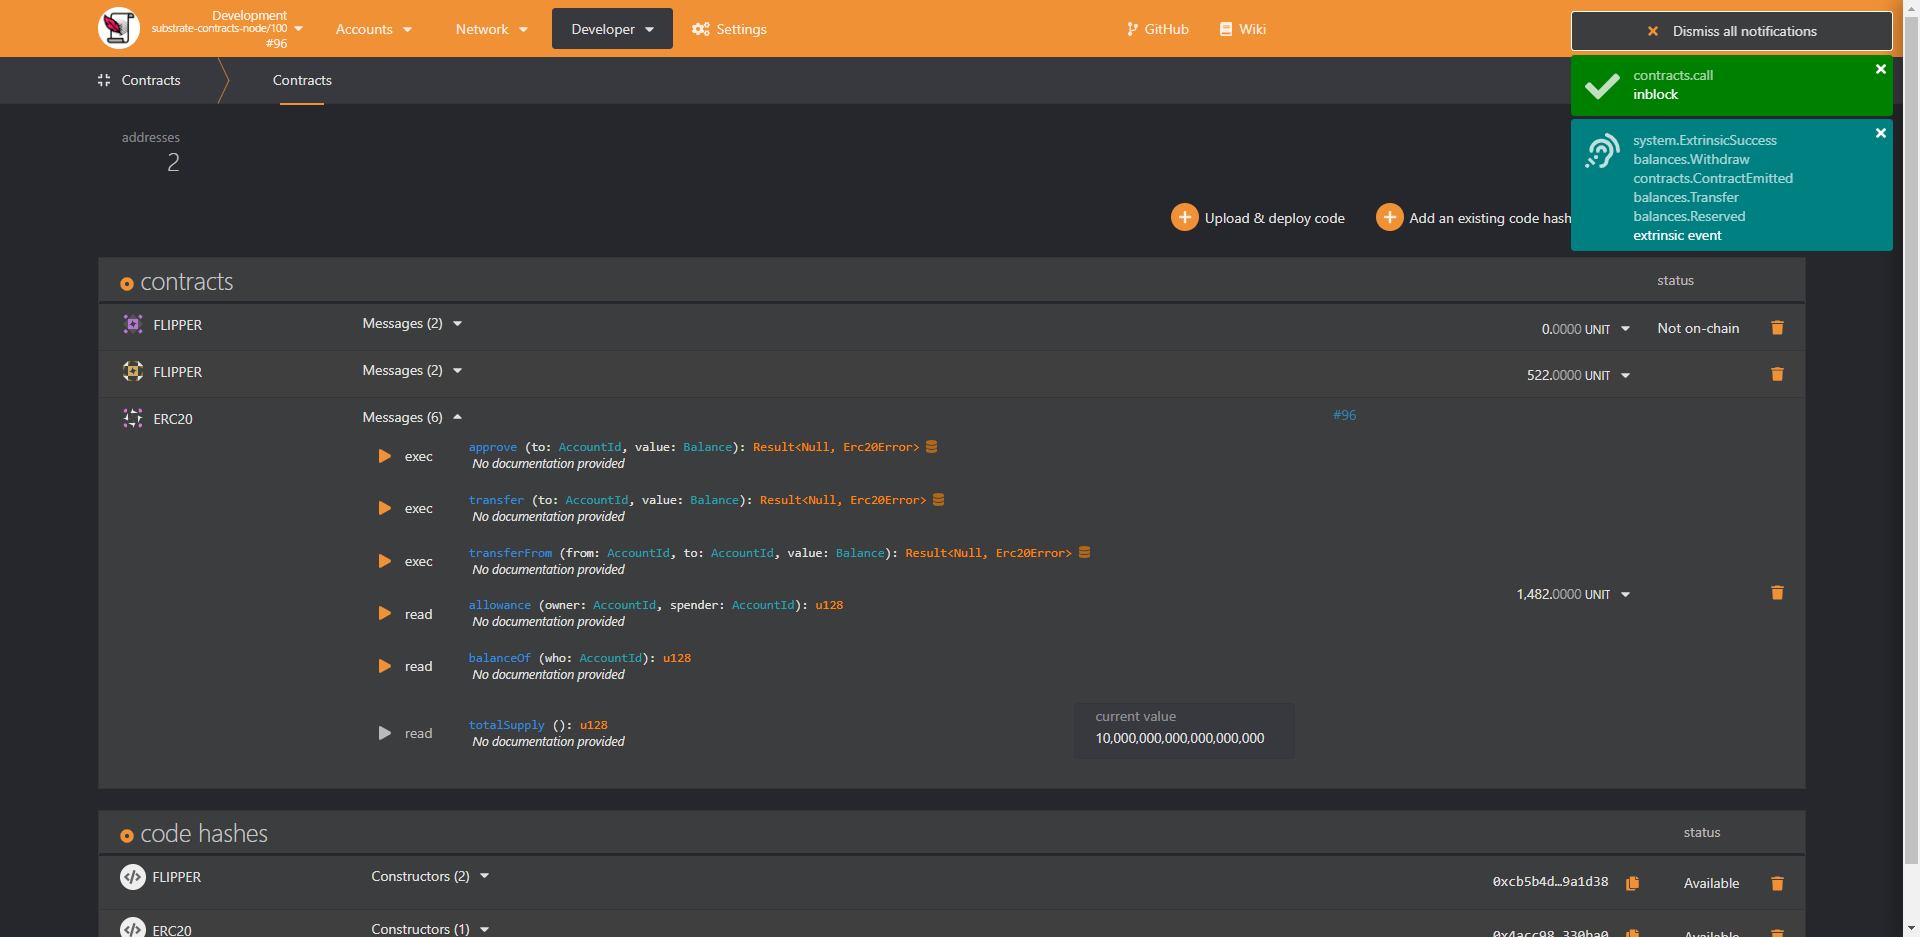 Development
substrate-contracts-node/100
#96
Accounts
Network
Developer
Settings
GitHub
Wiki
Dismiss all notifications
Contracts
Contracts
contracts.call
inblock
system.ExtrinsicSuccess
balances.Withdraw
contracts.ContractEmitted
balances.Transfer
balances.Reserved
extrinsic event
addresses
2
Upload & deploy code
Add an existing code hash
contracts
status
FLIPPER
Messages (2)
0.0000 UNIT
Not on-chain
FLIPPER
Messages (2)
522.0000 UNIT
ERC20
Messages (6)
#96
exec
approve (to: AccountId, value: Balance): Result<Null, Erc20Error>
No documentation provided
exec
transfer (to: AccountId, value: Balance): Result<Null, Erc20Error>
No documentation provided
exec
transferFrom (from: AccountId, to: AccountId, value: Balance): Result<Null, Erc20Error>
No documentation provided
1,482.0000 UNIT
read
allowance (owner: AccountId, spender: AccountId): u128
No documentation provided
read
balanceOf (who: AccountId): u128
No documentation provided
read
totalSupply (): u128
No documentation provided
current value
10,000,000,000,000,000,000
code hashes
status
FLIPPER
Constructors (2)
0xcb5b4d…9a1d38
Available
ERC20
Constructors (1)
0x4acc98…330ba0
Available